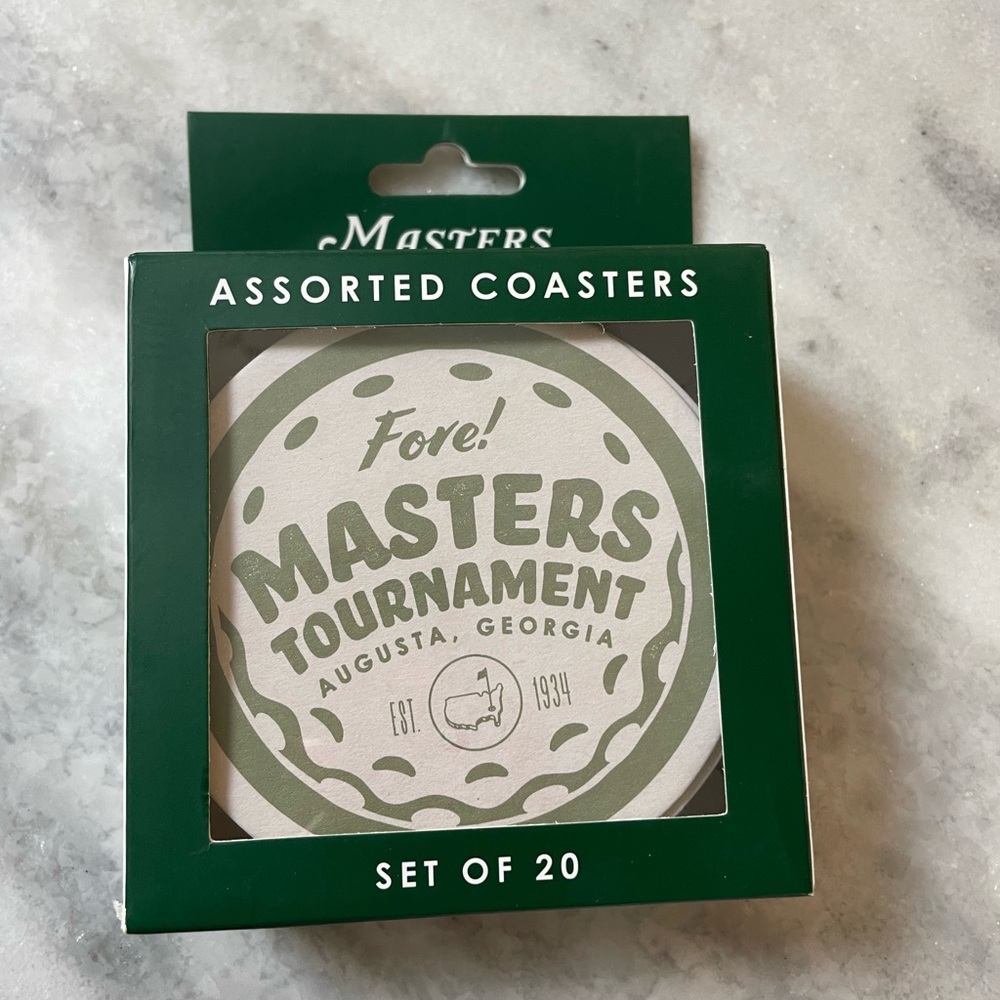 Masters
ASSORTED COASTERS
Fore!
MASTERS
TOURNAMENT
AUGUSTA, GEORGIA
EST. 1934
SET OF 20